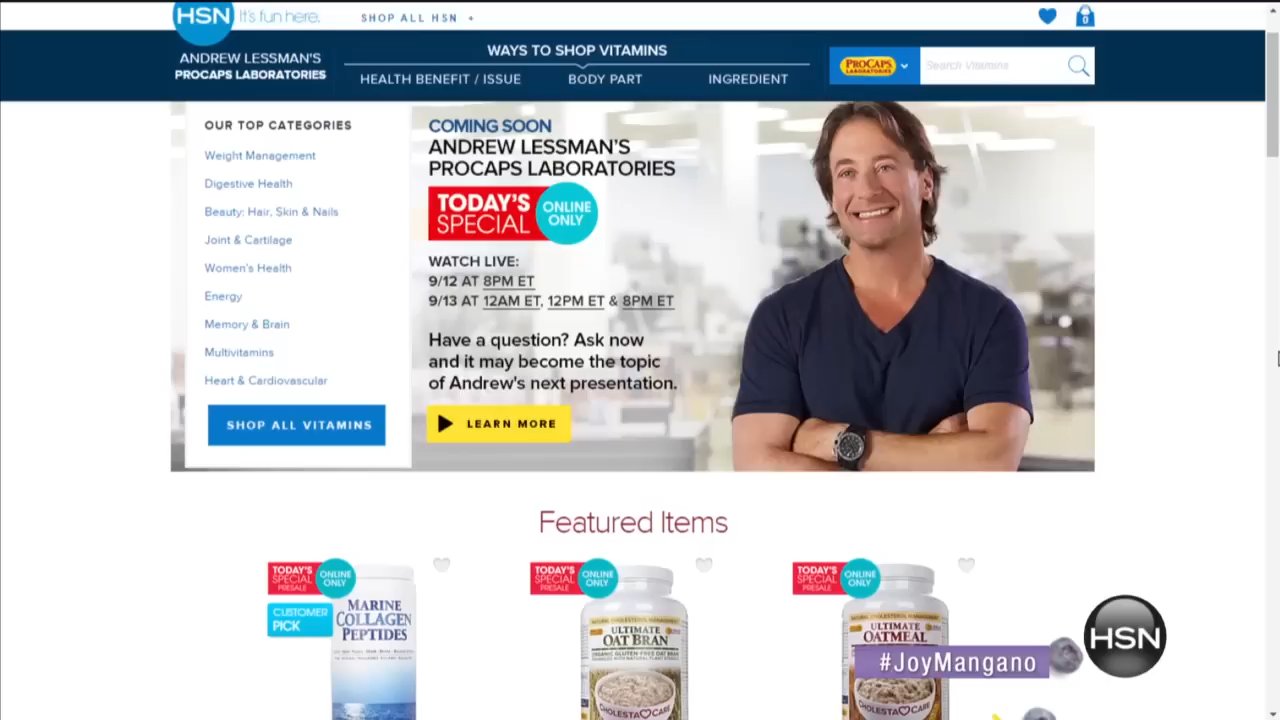 HSN It's fun here.
SHOP ALL HSN +
0
ANDREW LESSMAN'S
PROCAPS LABORATORIES
WAYS TO SHOP VITAMINS
HEALTH BENEFIT / ISSUE
BODY PART
INGREDIENT
PROCAPS
LABORATORIES
Search Vitamins
OUR TOP CATEGORIES
Weight Management
Digestive Health
Beauty: Hair, Skin & Nails
Joint & Cartilage
Women's Health
Energy
Memory & Brain
Multivitamins
Heart & Cardiovascular
SHOP ALL VITAMINS
COMING SOON
ANDREW LESSMAN'S
PROCAPS LABORATORIES
TODAY'S
SPECIAL
ONLINE
ONLY
WATCH LIVE:
9/12 AT 8PM ET
9/13 AT 12AM ET, 12PM ET & 8PM ET
Have a question? Ask now
and it may become the topic
of Andrew's next presentation.
LEARN MORE
Featured Items
TODAY'S
SPECIAL
PRESALE
ONLINE
ONLY
CUSTOMER
PICK
MARINE
COLLAGEN
PEPTIDES
TODAY'S
SPECIAL
PRESALE
ONLINE
ONLY
ULTIMATE
OAT BRAN
CHOLESTA CARE
TODAY'S
SPECIAL
PRESALE
ONLINE
ONLY
ULTIMATE
OATMEAL
CHOLESTA CARE
#JoyMangano
HSN